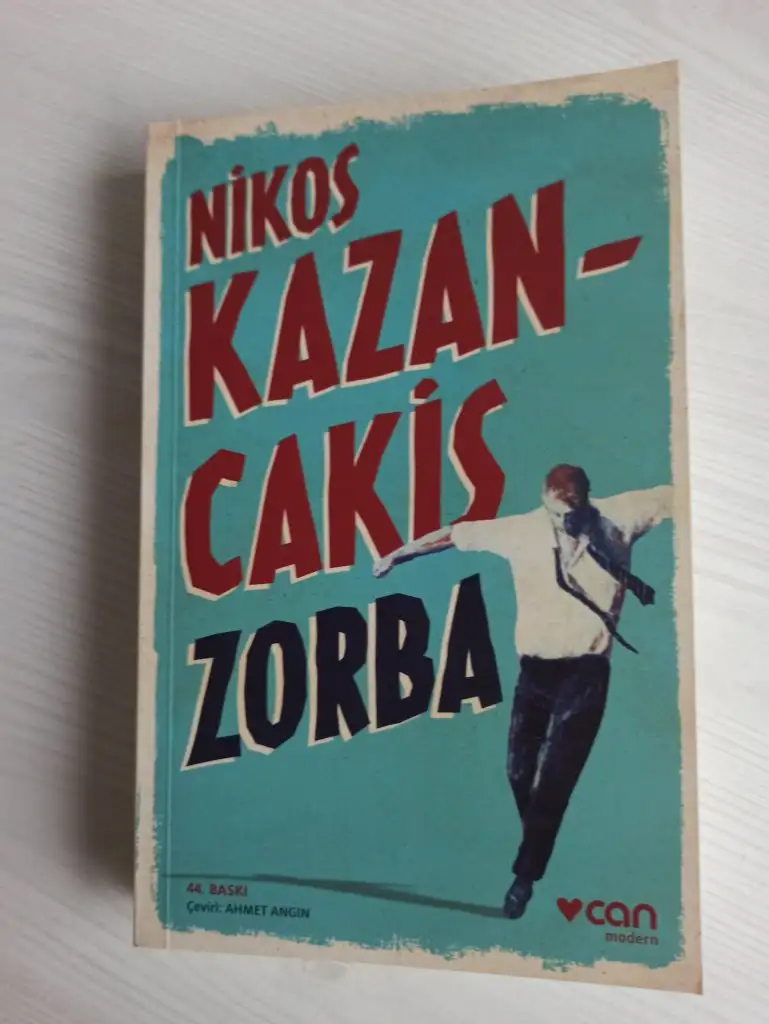 NİKOS
KAZAN-
CAKİS
ZORBA
44. BASKI
Çeviri: AHMET ANGIN
can
modern